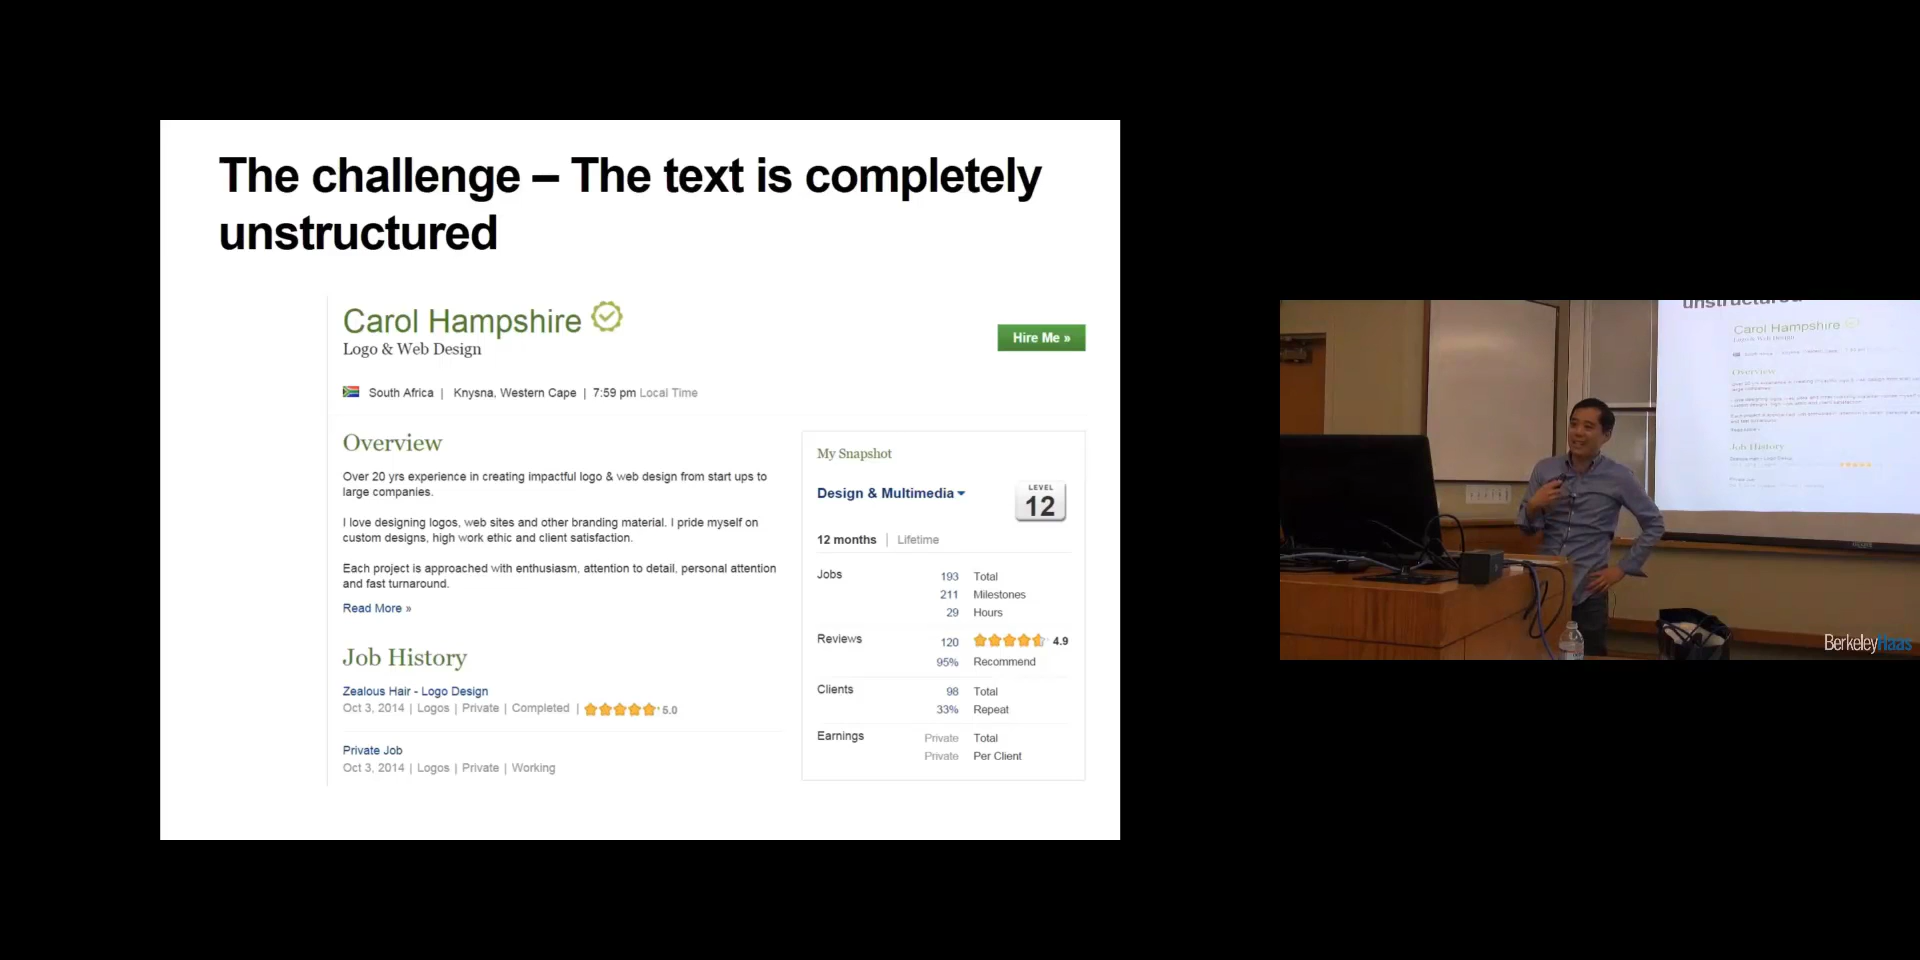 The challenge – The text is completely
unstructured
Carol Hampshire
Logo & Web Design
Hire Me »
South Africa | Knysna, Western Cape | 7:59 pm Local Time
Overview
Over 20 yrs experience in creating impactful logo & web design from start ups to
large companies.
I love designing logos, web sites and other branding material. I pride myself on
custom designs, high work ethic and client satisfaction.
Each project is approached with enthusiasm, attention to detail, personal attention
and fast turnaround.
Read More »
Job History
Zealous Hair - Logo Design
Oct 3, 2014 | Logos | Private | Completed | 5.0
Private Job
Oct 3, 2014 | Logos | Private | Working
My Snapshot
Design & Multimedia
LEVEL
12
12 months | Lifetime
Jobs 193 Total
211 Milestones
29 Hours
Reviews 120 4.9
95% Recommend
Clients 98 Total
33% Repeat
Earnings Private Total
Private Per Client
unstructured
Carol Hampshire
Logo & Web Design
Overview
Job History
BerkeleyHaas